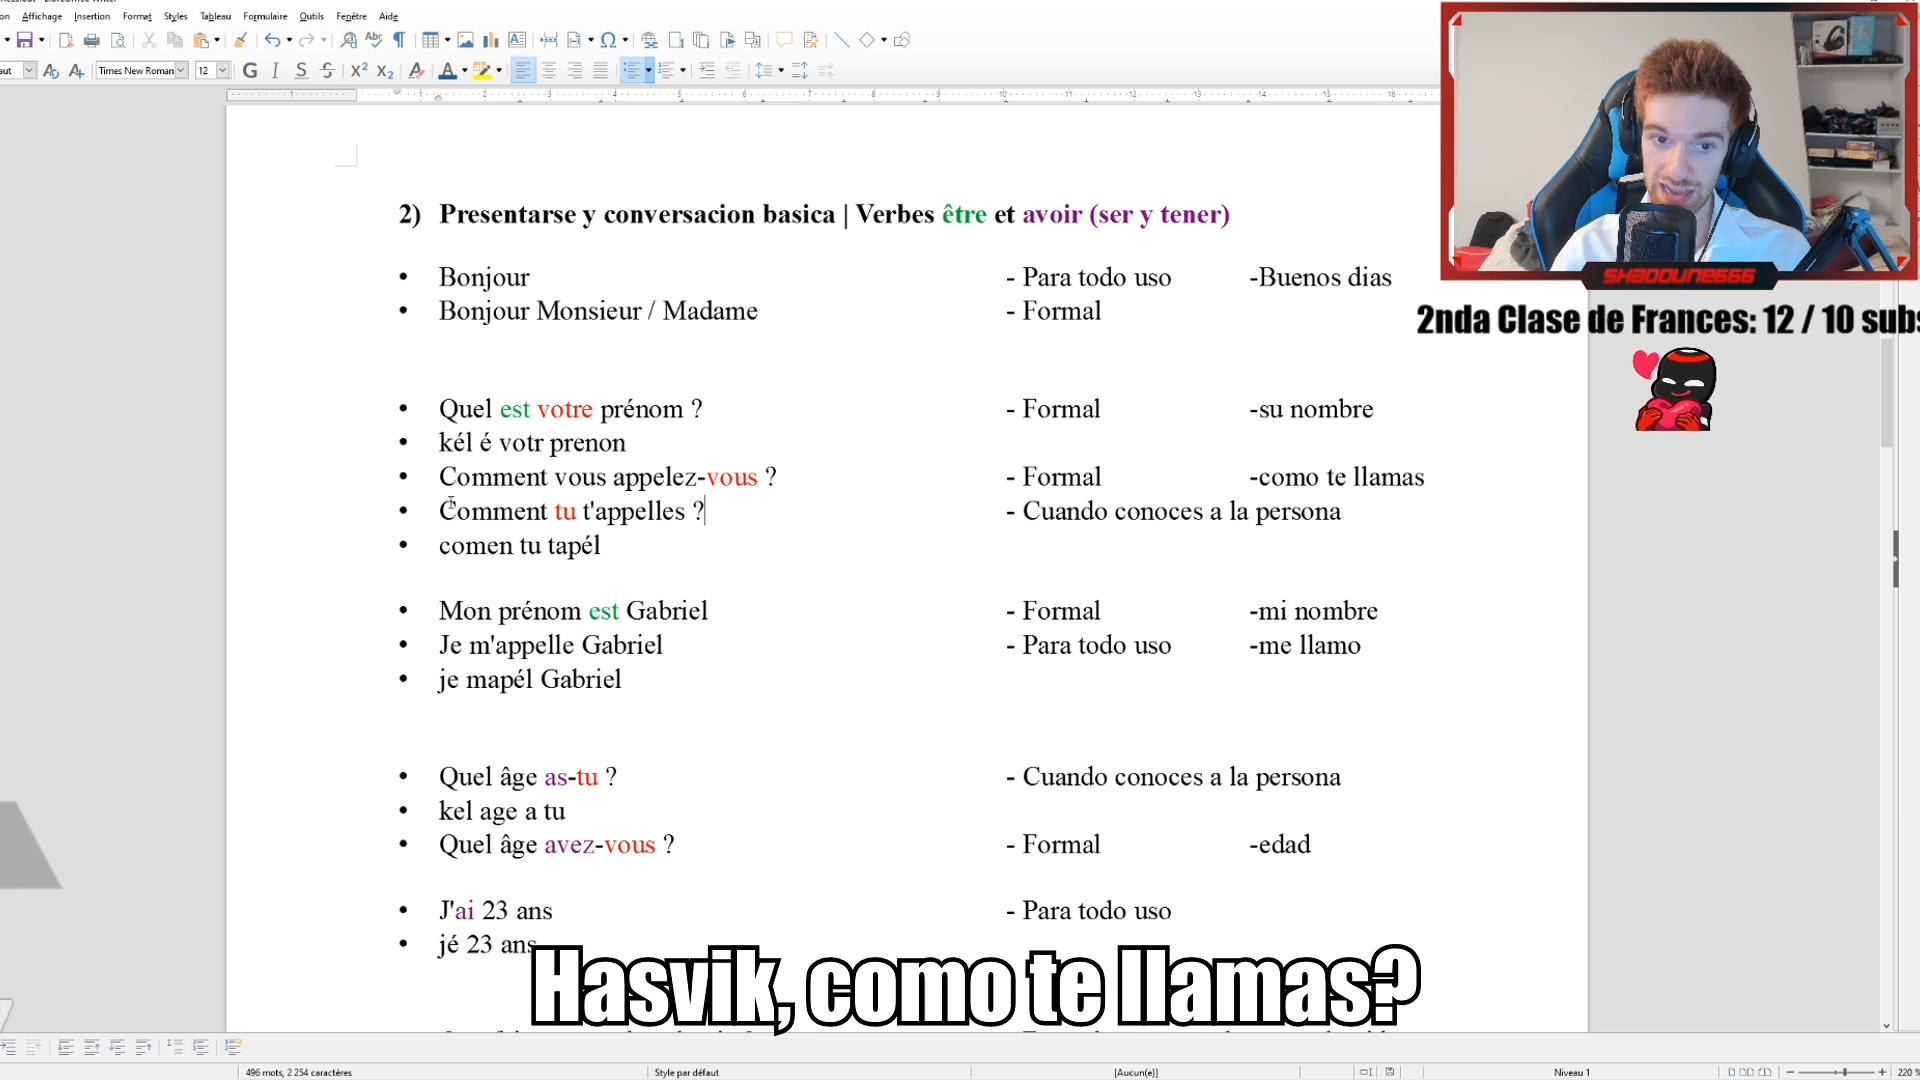 Affichage Insertion Format Styles Tableau Formulaire Outils Fenêtre Aide
Times New Roman 12 G I S S X² X₂
2) Presentarse y conversacion basica | Verbes être et avoir (ser y tener)
• Bonjour - Para todo uso -Buenos dias
• Bonjour Monsieur / Madame - Formal
• Quel est votre prénom ? - Formal -su nombre
• kél é votr prenon
• Comment vous appelez-vous ? - Formal -como te llamas
• Comment tu t'appelles ? - Cuando conoces a la persona
• comen tu tapél
• Mon prénom est Gabriel - Formal -mi nombre
• Je m'appelle Gabriel - Para todo uso -me llamo
• je mapél Gabriel
• Quel âge as-tu ? - Cuando conoces a la persona
• kel age a tu
• Quel âge avez-vous ? - Formal -edad
• J'ai 23 ans - Para todo uso
• jé 23 ans
SHADOUNE666
2nda Clase de Frances: 12 / 10 subs
Hasvik, como te llamas?
496 mots, 2 254 caractères Style par défaut [Aucun(e)] Niveau 1 220 %